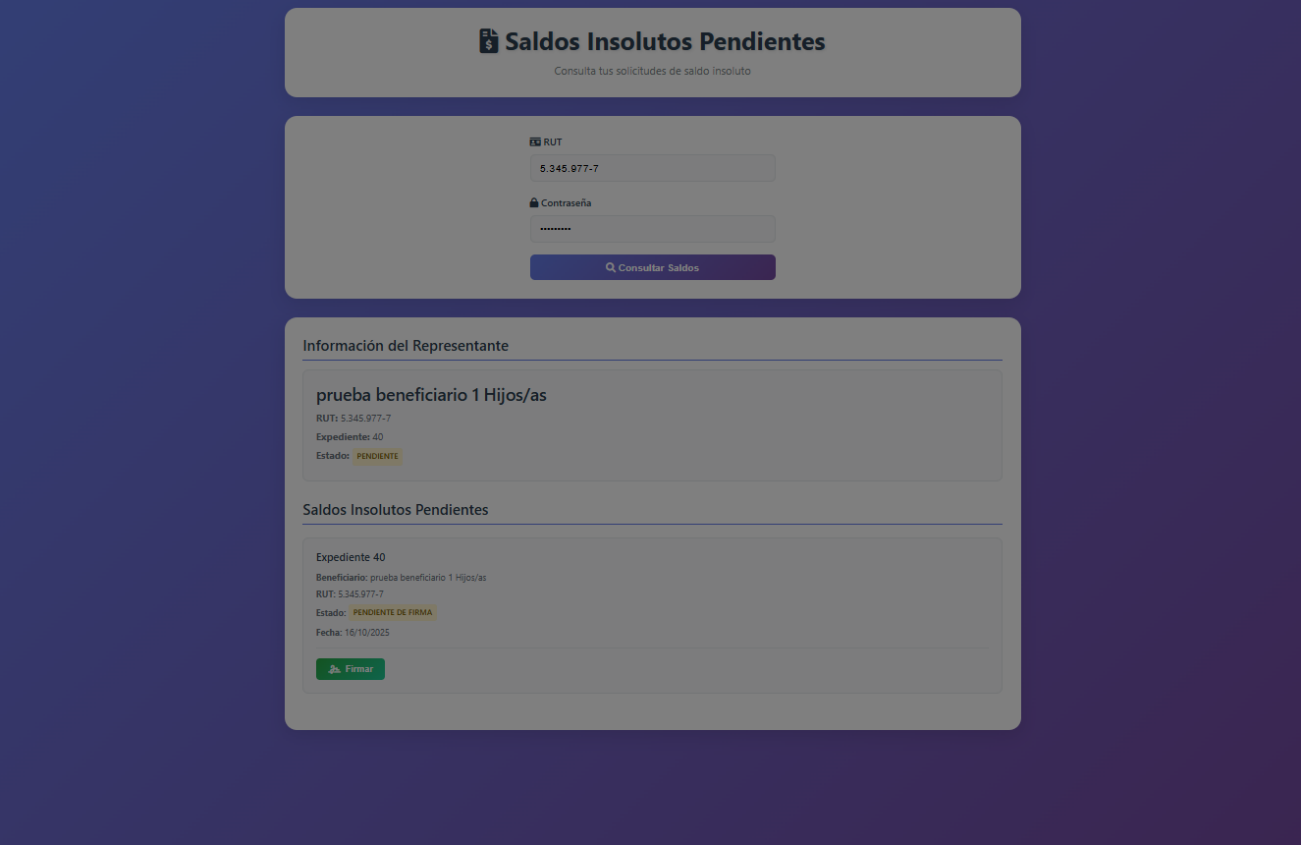 Saldos Insolutos Pendientes
Consulta tus solicitudes de saldo insoluto
RUT
5.345.977-7
Contraseña
•••••••••
Consultar Saldos
Información del Representante
prueba beneficiario 1 Hijos/as
RUT: 5.345.977-7
Expediente: 40
Estado: PENDIENTE
Saldos Insolutos Pendientes
Expediente 40
Beneficiario: prueba beneficiario 1 Hijos/as
RUT: 5.345.977-7
Estado: PENDIENTE DE FIRMA
Fecha: 16/10/2025
Firmar